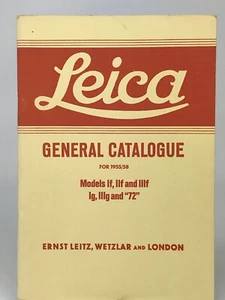 Leica
GENERAL CATALOGUE
FOR 1955/58
Models If, IIf and IIIf
Ig, IIIg and "72"
ERNST LEITZ, WETZLAR AND LONDON